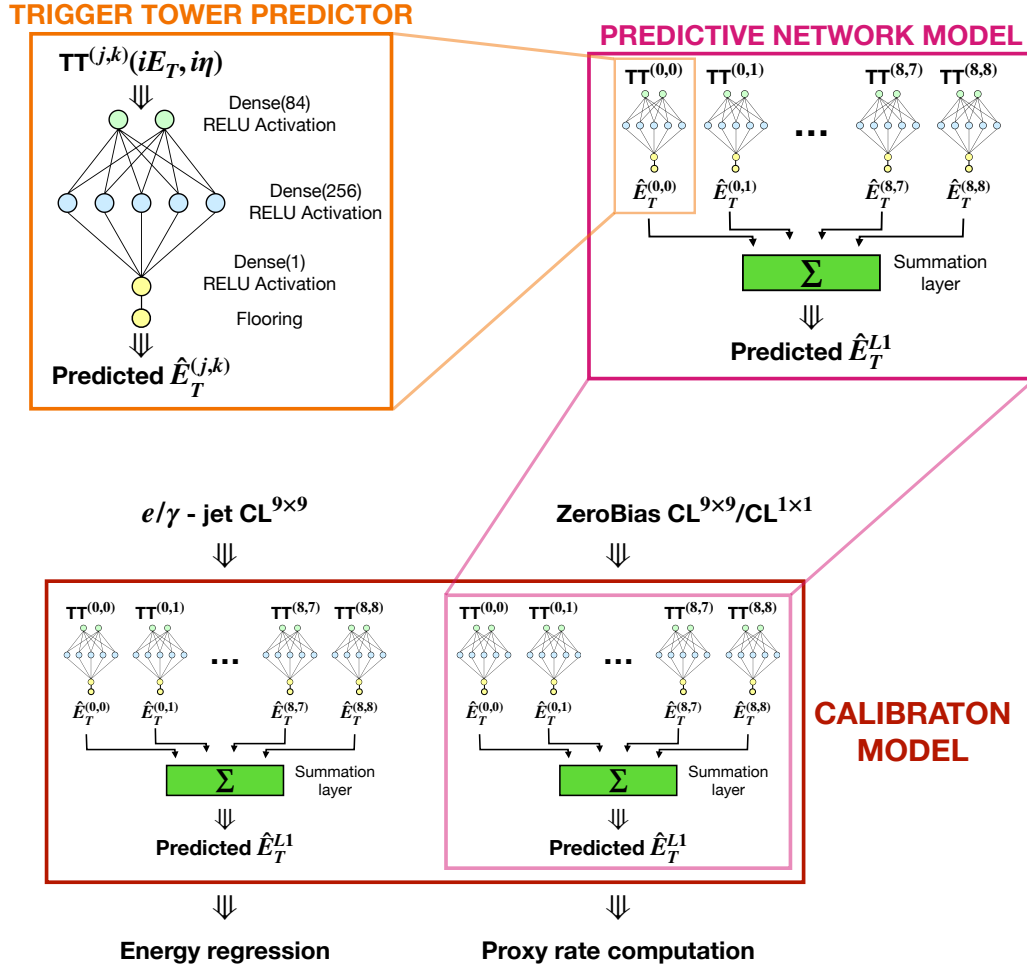 TRIGGER TOWER PREDICTOR
TT^(j,k)(iE_T, iη)
Dense(84)
RELU Activation
Dense(256)
RELU Activation
Dense(1)
RELU Activation
Flooring
Predicted Ê_T^(j,k)
PREDICTIVE NETWORK MODEL
TT^(0,0) TT^(0,1) TT^(8,7) TT^(8,8)
...
Ê_T^(0,0) Ê_T^(0,1) Ê_T^(8,7) Ê_T^(8,8)
Σ
Summation
layer
Predicted Ê_T^L1
e/γ - jet CL^9×9
ZeroBias CL^9×9/CL^1×1
TT^(0,0) TT^(0,1) TT^(8,7) TT^(8,8)
...
Ê_T^(0,0) Ê_T^(0,1) Ê_T^(8,7) Ê_T^(8,8)
Σ
Summation
layer
Predicted Ê_T^L1
TT^(0,0) TT^(0,1) TT^(8,7) TT^(8,8)
...
Ê_T^(0,0) Ê_T^(0,1) Ê_T^(8,7) Ê_T^(8,8)
Σ
Summation
layer
Predicted Ê_T^L1
CALIBRATON
MODEL
Energy regression
Proxy rate computation